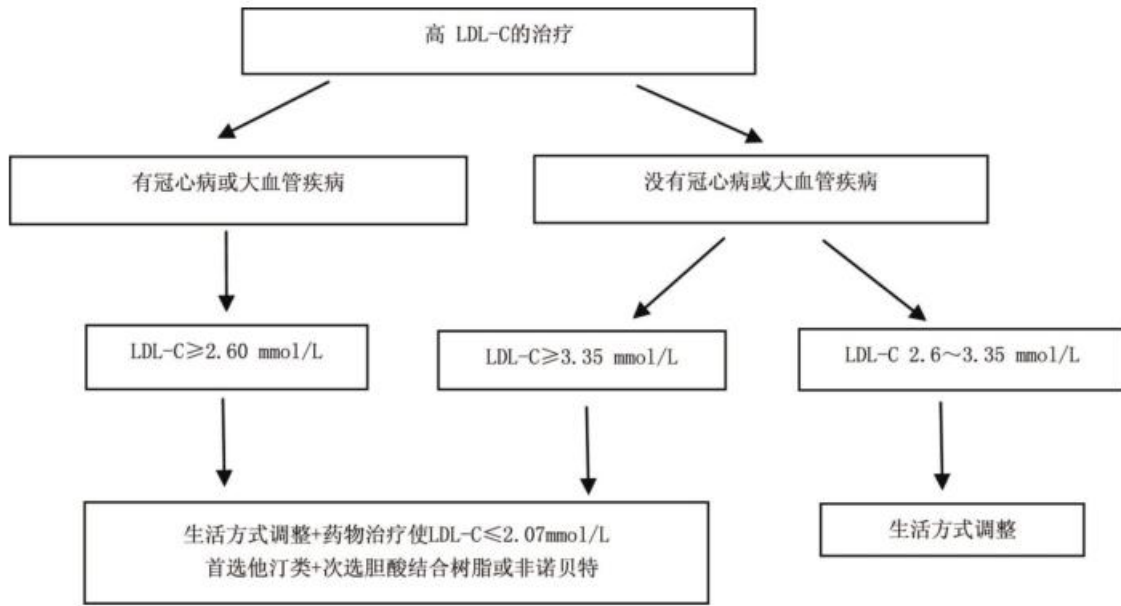 高 LDL-C的治疗
有冠心病或大血管疾病
没有冠心病或大血管疾病
LDL-C≥2.60 mmol/L
LDL-C≥3.35 mmol/L
LDL-C 2.6～3.35 mmol/L
生活方式调整+药物治疗使LDL-C≤2.07mmol/L
首选他汀类+次选胆酸结合树脂或非诺贝特
生活方式调整